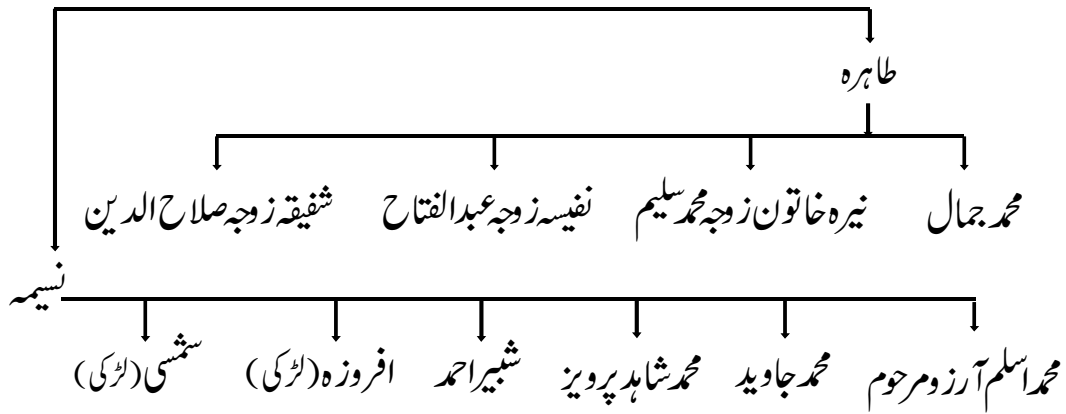 طاہرہ
محمد جمال نیرہ خاتون زوجہ محمد سلیم نفیسہ زوجہ عبدالفتاح شفیقہ زوجہ صلاح الدین
نسیمہ
محمد اسلم آرزو مرحوم محمد جاوید محمد شاہد پرویز شبیر احمد افروزہ (لڑکی) شمسی (لڑکی)